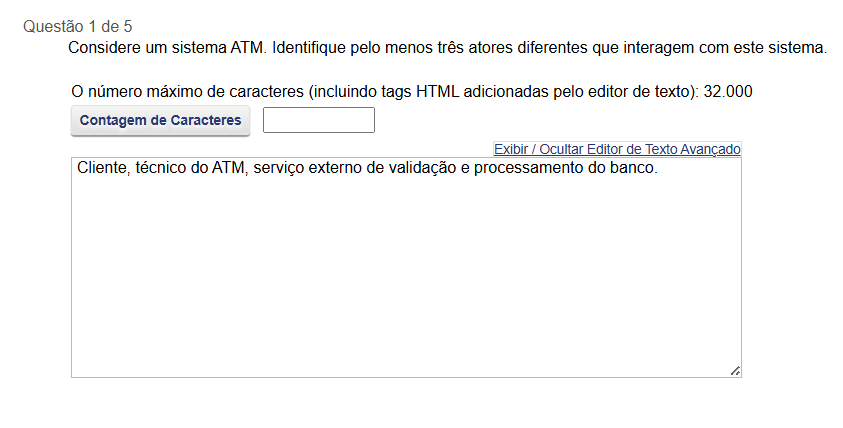 Questão 1 de 5
Considere um sistema ATM. Identifique pelo menos três atores diferentes que interagem com este sistema.
O número máximo de caracteres (incluindo tags HTML adicionadas pelo editor de texto): 32.000
Contagem de Caracteres
Exibir / Ocultar Editor de Texto Avançado
Cliente, técnico do ATM, serviço externo de validação e processamento do banco.